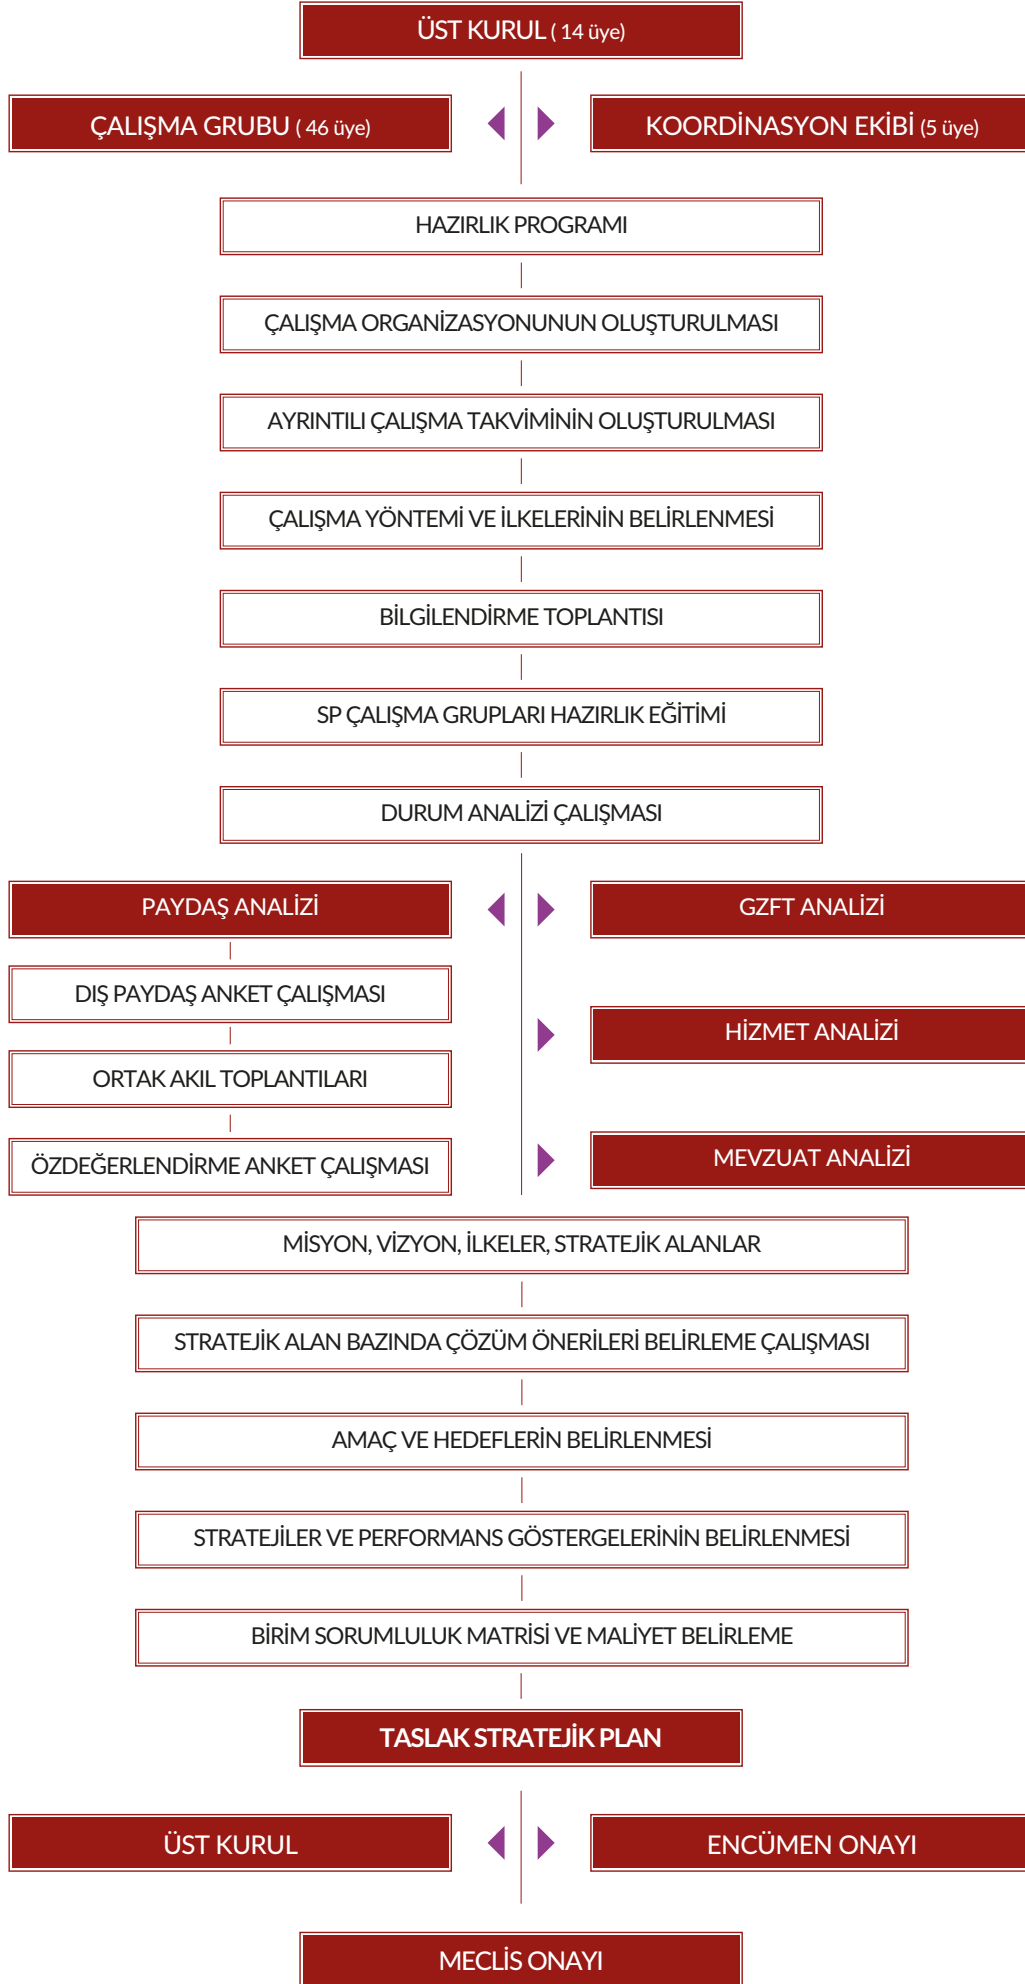 ÜST KURUL ( 14 üye)
ÇALIŞMA GRUBU ( 46 üye)
KOORDİNASYON EKİBİ (5 üye)
HAZIRLIK PROGRAMI
ÇALIŞMA ORGANİZASYONUNUN OLUŞTURULMASI
AYRINTILI ÇALIŞMA TAKVİMİNİN OLUŞTURULMASI
ÇALIŞMA YÖNTEMİ VE İLKELERİNİN BELİRLENMESİ
BİLGİLENDİRME TOPLANTISI
SP ÇALIŞMA GRUPLARI HAZIRLIK EĞİTİMİ
DURUM ANALİZİ ÇALIŞMASI
PAYDAŞ ANALİZİ
GZFT ANALİZİ
DIŞ PAYDAŞ ANKET ÇALIŞMASI
HİZMET ANALİZİ
ORTAK AKIL TOPLANTILARI
MEVZUAT ANALİZİ
ÖZDEĞERLENDİRME ANKET ÇALIŞMASI
MİSYON, VİZYON, İLKELER, STRATEJİK ALANLAR
STRATEJİK ALAN BAZINDA ÇÖZÜM ÖNERİLERİ BELİRLEME ÇALIŞMASI
AMAÇ VE HEDEFLERİN BELİRLENMESİ
STRATEJİLER VE PERFORMANS GÖSTERGELERİNİN BELİRLENMESİ
BİRİM SORUMLULUK MATRİSİ VE MALİYET BELİRLEME
TASLAK STRATEJİK PLAN
ÜST KURUL
ENCÜMEN ONAYI
MECLİS ONAYI